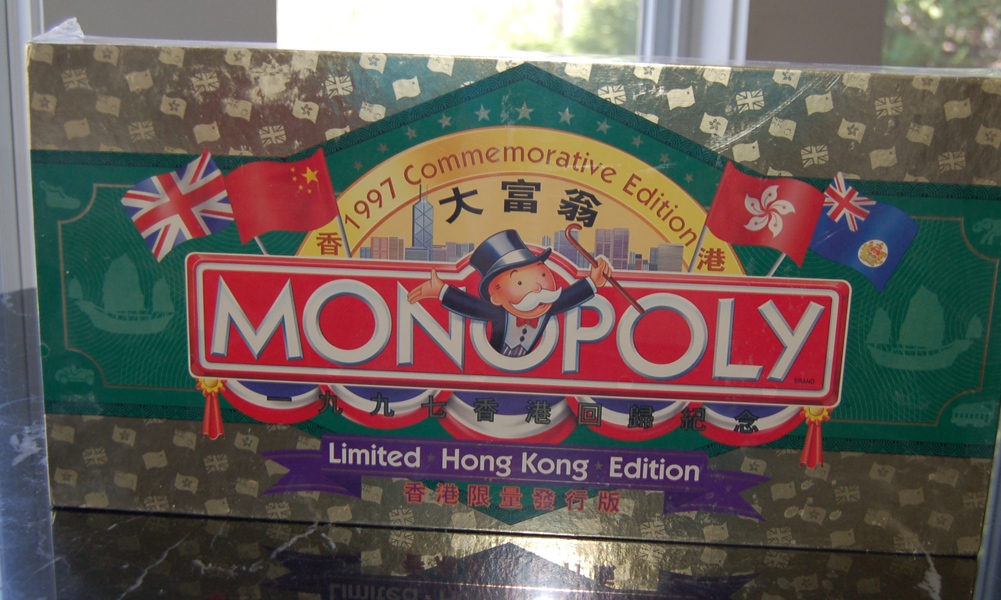 1997 Commemorative Edition
大富翁
香 港
MONOPOLY
BRAND
一九九七香港回歸紀念
Limited Hong Kong Edition
香港限量發行版